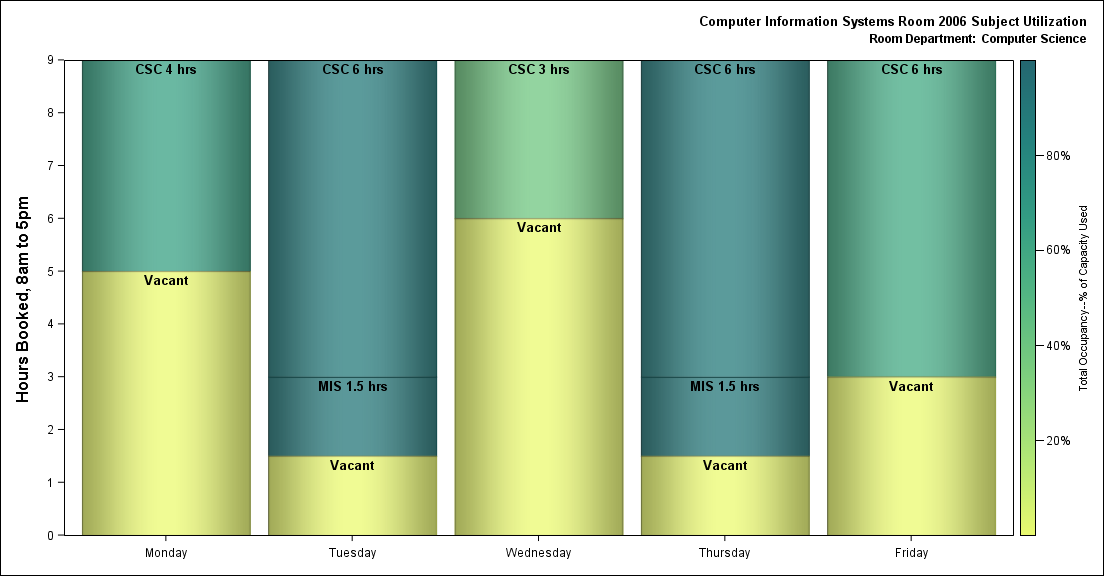 Computer Information Systems Room 2006 Subject Utilization
Room Department: Computer Science
Hours Booked, 8am to 5pm
9
8
7
6
5
4
3
2
1
0
CSC 4 hrs
Vacant
CSC 6 hrs
MIS 1.5 hrs
Vacant
CSC 3 hrs
Vacant
CSC 6 hrs
MIS 1.5 hrs
Vacant
CSC 6 hrs
Vacant
Monday
Tuesday
Wednesday
Thursday
Friday
80%
60%
40%
20%
Total Occupancy--% of Capacity Used